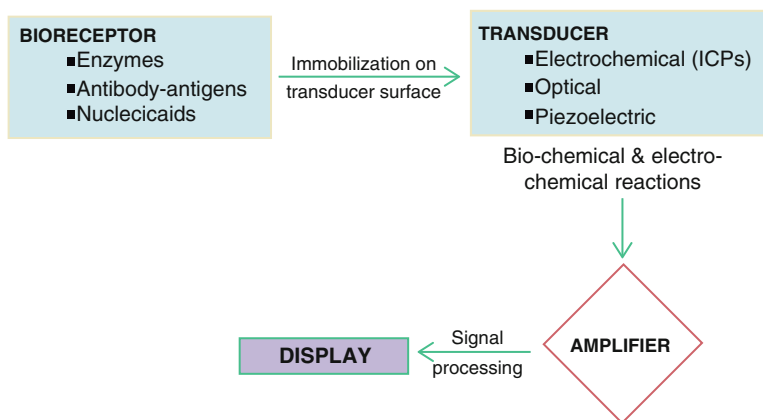 BIORECEPTOR
▪Enzymes
▪Antibody-antigens
▪Nuclecicaids
Immobilization on
transducer surface
TRANSDUCER
▪Electrochemical (ICPs)
▪Optical
▪Piezoelectric
Bio-chemical & electro-
chemical reactions
AMPLIFIER
Signal
processing
DISPLAY